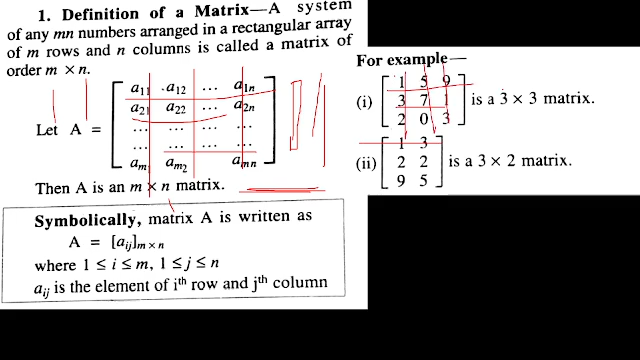 1. Definition of a Matrix—A system
of any mn numbers arranged in a rectangular array
of m rows and n columns is called a matrix of
order m × n.
Let A = [ a11 a12 ... a1n
a21 a22 ... a2n
... ... ... ...
... ... ... ...
am1 am2 amn ]
Then A is an m × n matrix.
Symbolically, matrix A is written as
A = [aij]m×n
where 1 ≤ i ≤ m, 1 ≤ j ≤ n
aij is the element of ith row and jth column
For example—
(i) [ 1 5 9
3 7 1
2 0 3 ] is a 3 × 3 matrix.
(ii) [ 1 3
2 2
9 5 ] is a 3 × 2 matrix.